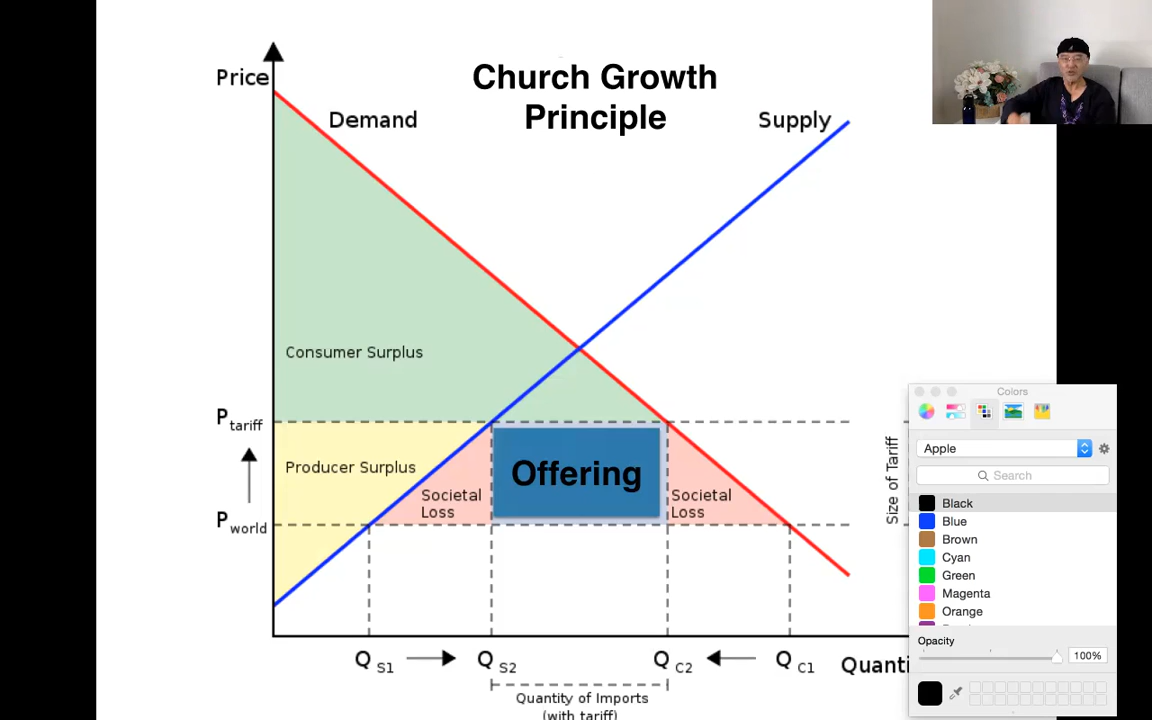 Church Growth
Principle
Price
Demand
Supply
Consumer Surplus
P tariff
Producer Surplus
Offering
Societal
Loss
Societal
Loss
P world
Size of Tariff
Q S1
Q S2
Q C2
Q C1
Quanti
Quantity of Imports
(with tariff)
Colors
Apple
Search
Black
Blue
Brown
Cyan
Green
Magenta
Orange
Opacity
100%